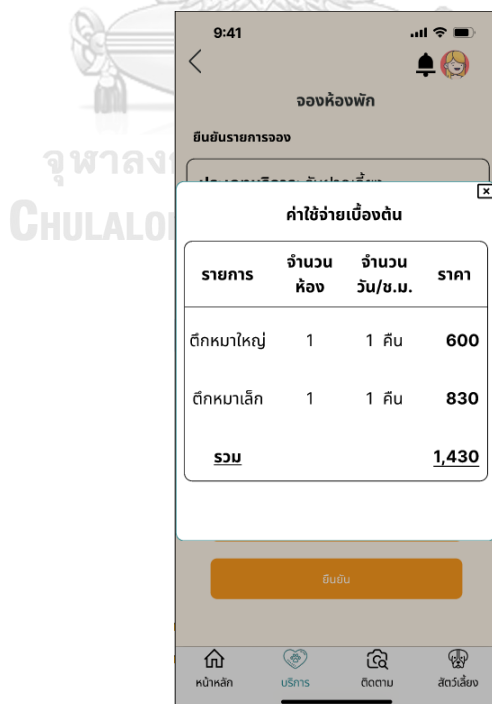 9:41
จองห้องพัก
ยืนยันรายการจอง
ค่าใช้จ่ายเบื้องต้น
รายการ จำนวนห้อง จำนวนวัน/ช.ม. ราคา
ตึกหมาใหญ่ 1 1 คืน 600
ตึกหมาเล็ก 1 1 คืน 830
รวม 1,430
ยืนยัน
หน้าหลัก บริการ ติดตาม สัตว์เลี้ยง
จุฬาลง
CHULALO